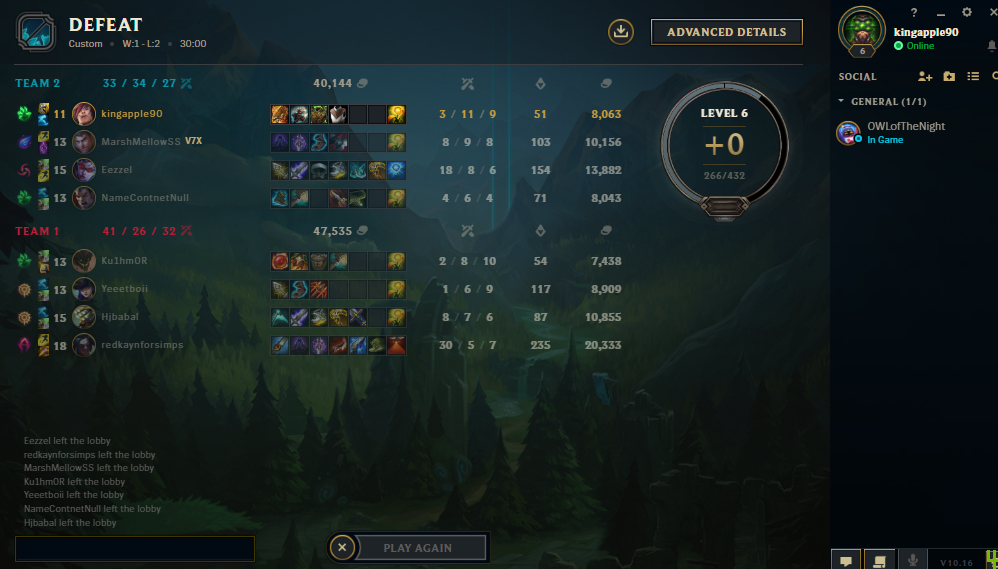 DEFEAT
Custom • W:1 - L:2 • 30:00
ADVANCED DETAILS
TEAM 2 33 / 34 / 27 40,144
11 kingapple90 3 / 11 / 9 51 8,063
13 MarshMellowSS V7X 8 / 9 / 8 103 10,156
15 Eezzel 18 / 8 / 6 154 13,882
13 NameContnetNull 4 / 6 / 4 71 8,043
TEAM 1 41 / 26 / 32 47,535
13 Ku1hm0R 2 / 8 / 10 54 7,438
13 Yeeetboii 1 / 6 / 9 117 8,909
15 Hjbabal 8 / 7 / 6 87 10,855
18 redkaynforsimps 30 / 5 / 7 235 20,333
LEVEL 6
+0
266/432
Eezzel left the lobby
redkaynforsimps left the lobby
MarshMellowSS left the lobby
Ku1hm0R left the lobby
Yeeetboii left the lobby
NameContnetNull left the lobby
Hjbabal left the lobby
PLAY AGAIN
?
6
kingapple90
Online
SOCIAL
GENERAL (1/1)
OWLofTheNight
In Game
V10.16